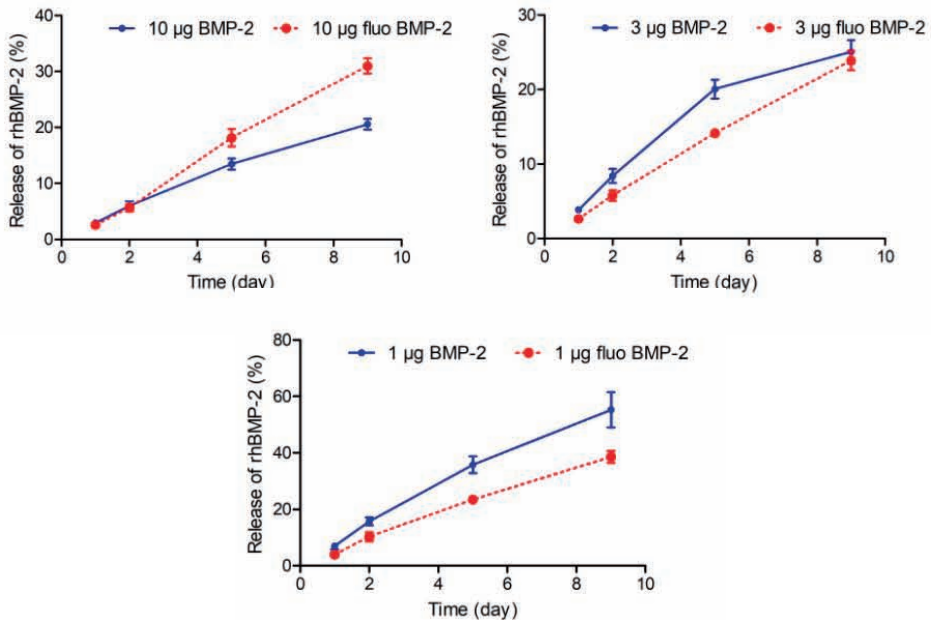 10 µg BMP-2 10 µg fluo BMP-2
Release of rhBMP-2 (%)
40
30
20
10
0
0 2 4 6 8 10
Time (day)
3 µg BMP-2 3 µg fluo BMP-2
Release of rhBMP-2 (%)
30
20
10
0
0 2 4 6 8 10
Time (day)
1 µg BMP-2 1 µg fluo BMP-2
Release of rhBMP-2 (%)
80
60
40
20
0
0 2 4 6 8 10
Time (day)